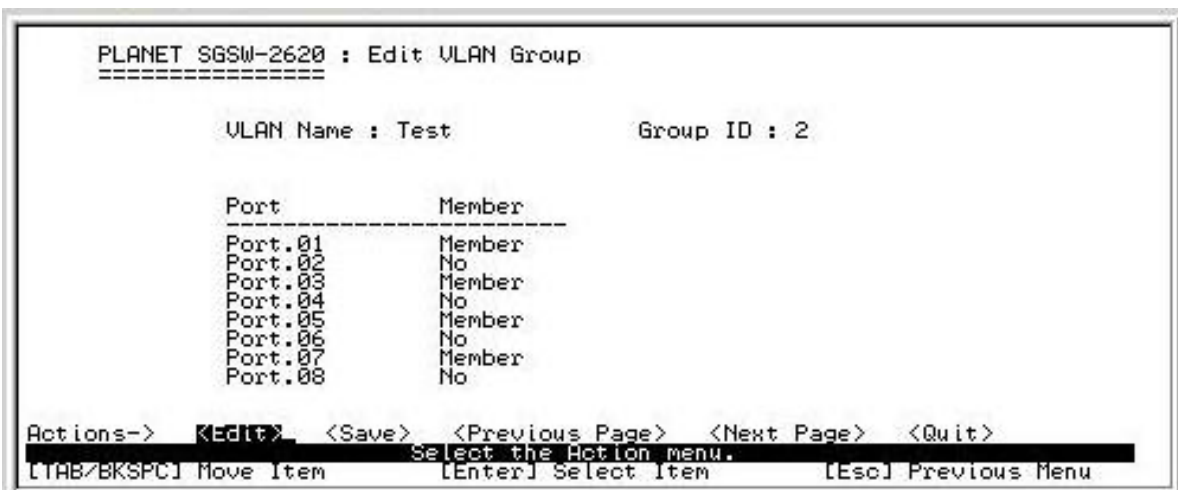 PLANET SGSW-2620 : Edit VLAN Group
================
VLAN Name : Test Group ID : 2
Port Member
------------------------
Port.01 Member
Port.02 No
Port.03 Member
Port.04 No
Port.05 Member
Port.06 No
Port.07 Member
Port.08 No
Actions-> <Edit> <Save> <Previous Page> <Next Page> <Quit>
Select the Action menu.
[TAB/BKSPC] Move Item [Enter] Select Item [Esc] Previous Menu